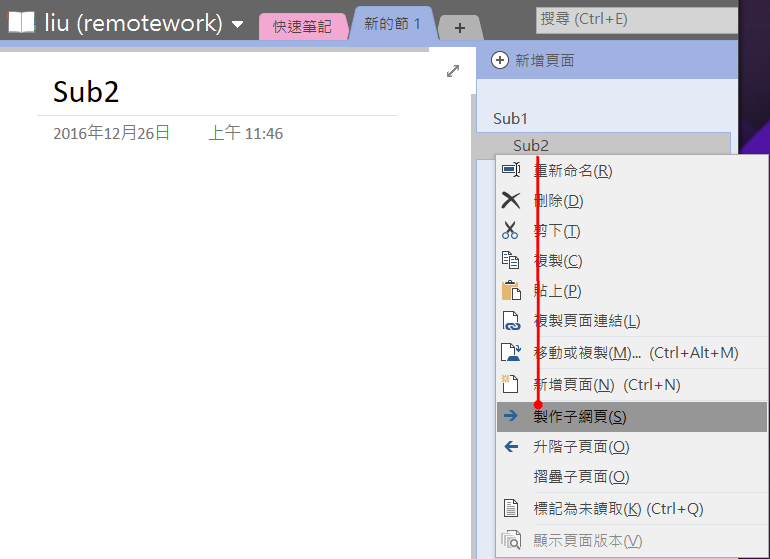 liu (remotework)
快速筆記
新的節 1
+
搜尋 (Ctrl+E)
新增頁面
Sub2
2016年12月26日 上午 11:46
Sub1
Sub2
重新命名(R)
刪除(D)
剪下(T)
複製(C)
貼上(P)
複製頁面連結(L)
移動或複製(M)... (Ctrl+Alt+M)
新增頁面(N) (Ctrl+N)
製作子網頁(S)
升階子頁面(O)
摺疊子頁面(O)
標記為未讀取(K) (Ctrl+Q)
顯示頁面版本(V)